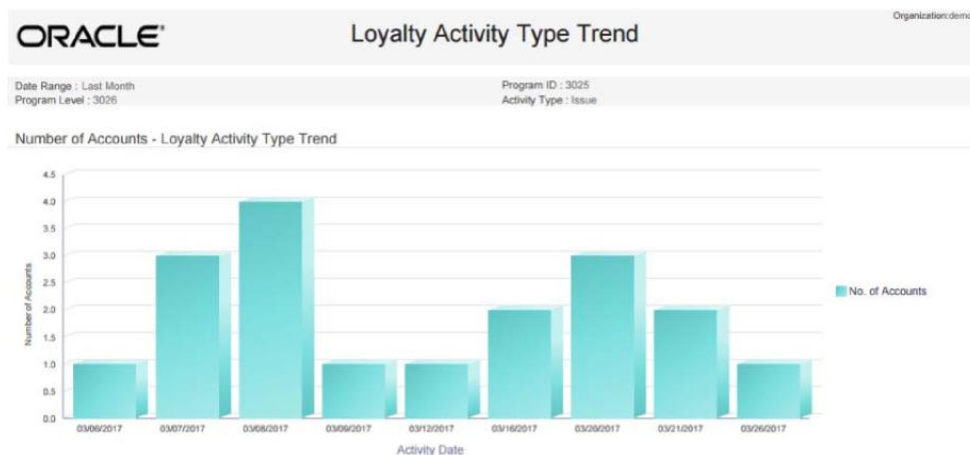 ORACLE®
Loyalty Activity Type Trend
Organization:demo
Date Range : Last Month
Program ID : 3025
Program Level : 3026
Activity Type : Issue
Number of Accounts - Loyalty Activity Type Trend
4.5
4.0
3.5
3.0
2.5
2.0
1.5
1.0
0.5
0.0
Number of Accounts
No. of Accounts
03/06/2017 03/07/2017 03/08/2017 03/09/2017 03/12/2017 03/16/2017 03/20/2017 03/21/2017 03/26/2017
Activity Date